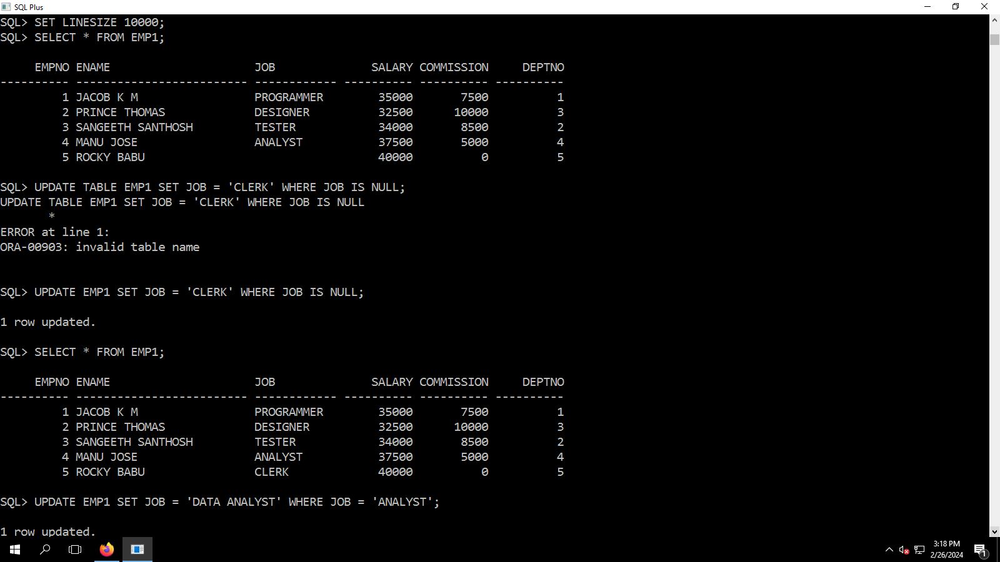 SQL Plus
SQL> SET LINESIZE 10000;
SQL> SELECT * FROM EMP1;
EMPNO ENAME JOB SALARY COMMISSION DEPTNO
---------- ------------------------- ------------ ---------- ---------- ----------
1 JACOB K M PROGRAMMER 35000 7500 1
2 PRINCE THOMAS DESIGNER 32500 10000 3
3 SANGEETH SANTHOSH TESTER 34000 8500 2
4 MANU JOSE ANALYST 37500 5000 4
5 ROCKY BABU 40000 0 5
SQL> UPDATE TABLE EMP1 SET JOB = 'CLERK' WHERE JOB IS NULL;
UPDATE TABLE EMP1 SET JOB = 'CLERK' WHERE JOB IS NULL
*
ERROR at line 1:
ORA-00903: invalid table name
SQL> UPDATE EMP1 SET JOB = 'CLERK' WHERE JOB IS NULL;
1 row updated.
SQL> SELECT * FROM EMP1;
EMPNO ENAME JOB SALARY COMMISSION DEPTNO
---------- ------------------------- ------------ ---------- ---------- ----------
1 JACOB K M PROGRAMMER 35000 7500 1
2 PRINCE THOMAS DESIGNER 32500 10000 3
3 SANGEETH SANTHOSH TESTER 34000 8500 2
4 MANU JOSE ANALYST 37500 5000 4
5 ROCKY BABU CLERK 40000 0 5
SQL> UPDATE EMP1 SET JOB = 'DATA ANALYST' WHERE JOB = 'ANALYST';
1 row updated.
3:18 PM
2/26/2024
1